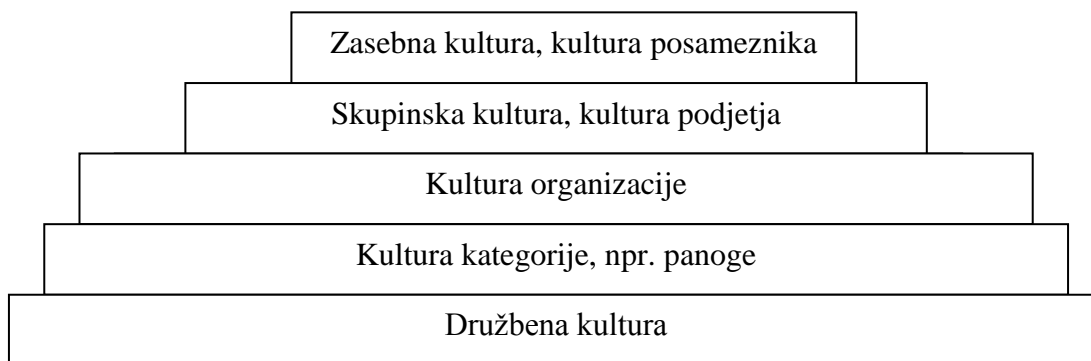 Zasebna kultura, kultura posameznika
Skupinska kultura, kultura podjetja
Kultura organizacije
Kultura kategorije, npr. panoge
Družbena kultura